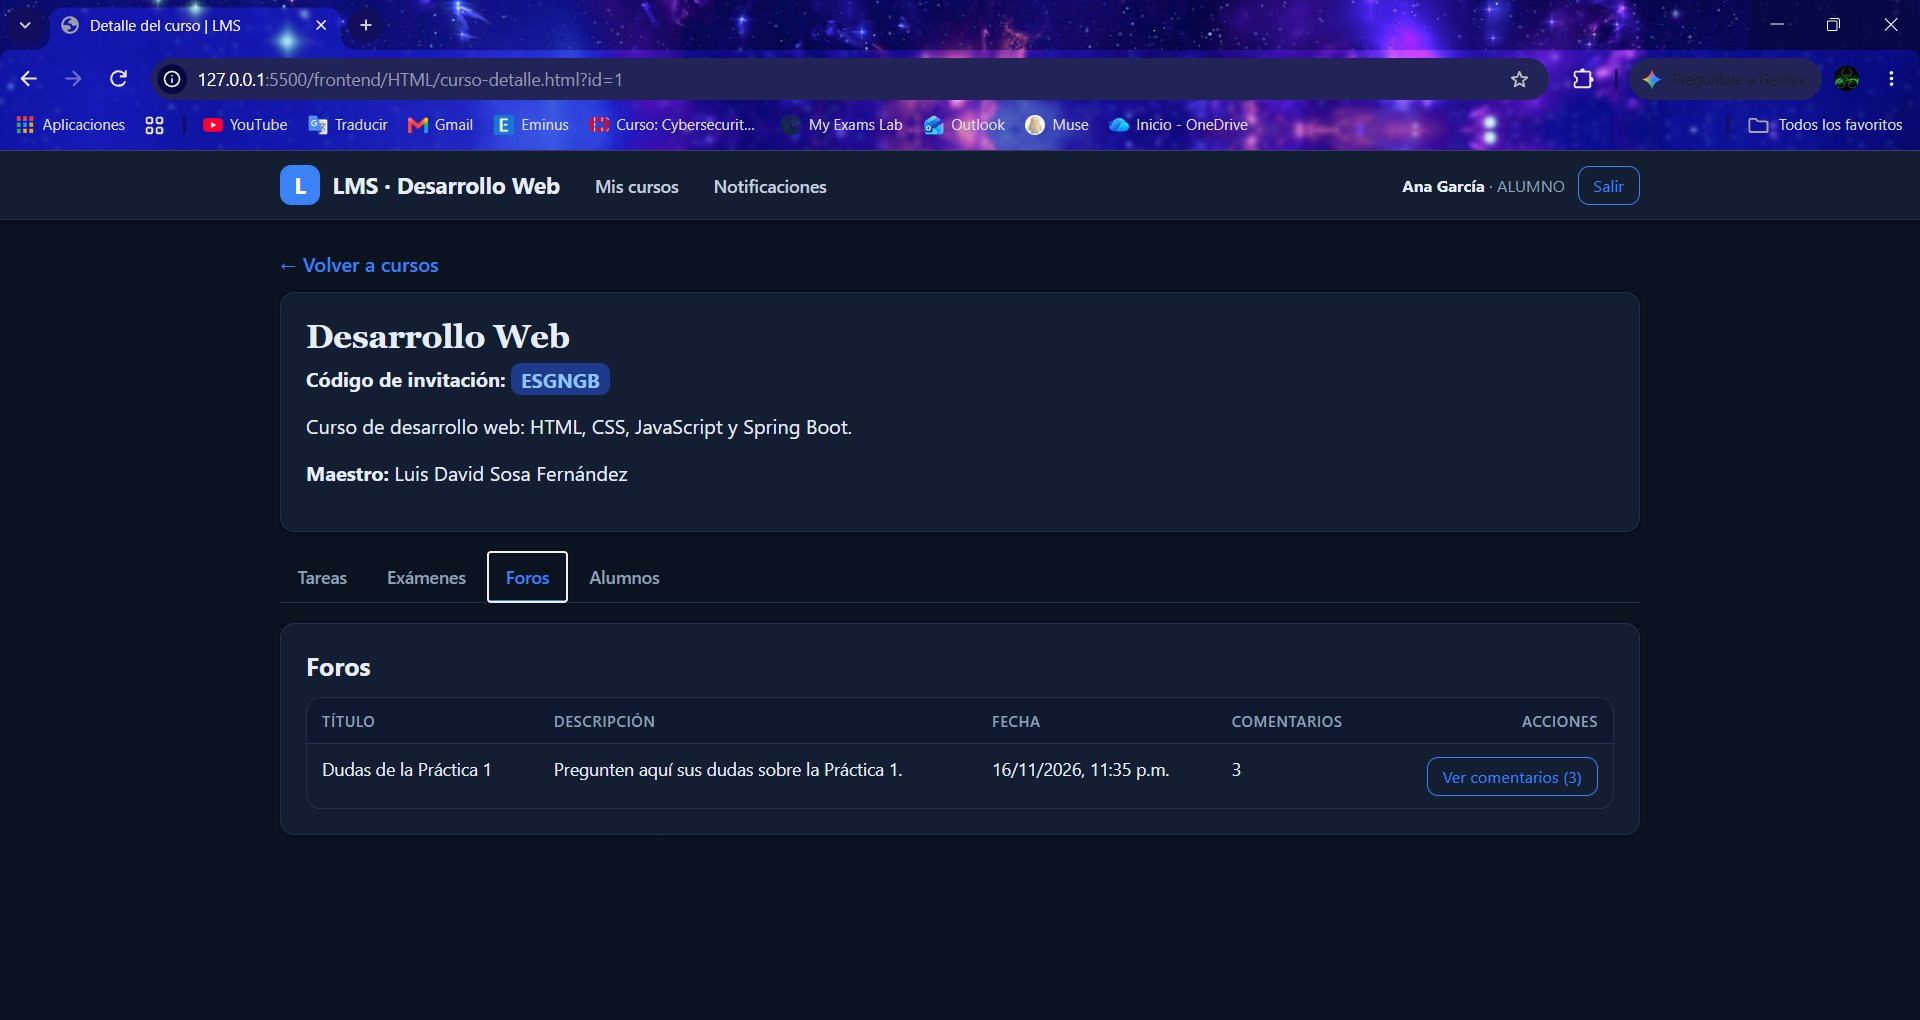 Detalle del curso | LMS
127.0.0.1:5500/frontend/HTML/curso-detalle.html?id=1
Pregúntale a Gemini
Aplicaciones
YouTube
Traducir
Gmail
Eminus
Curso: Cybersecurit...
My Exams Lab
Outlook
Muse
Inicio - OneDrive
Todos los favoritos
L
LMS · Desarrollo Web
Mis cursos
Notificaciones
Ana García · ALUMNO
Salir
← Volver a cursos
Desarrollo Web
Código de invitación: ESGNGB
Curso de desarrollo web: HTML, CSS, JavaScript y Spring Boot.
Maestro: Luis David Sosa Fernández
Tareas
Exámenes
Foros
Alumnos
Foros
TÍTULO DESCRIPCIÓN FECHA COMENTARIOS ACCIONES
Dudas de la Práctica 1 Pregunten aquí sus dudas sobre la Práctica 1. 16/11/2026, 11:35 p.m. 3 Ver comentarios (3)